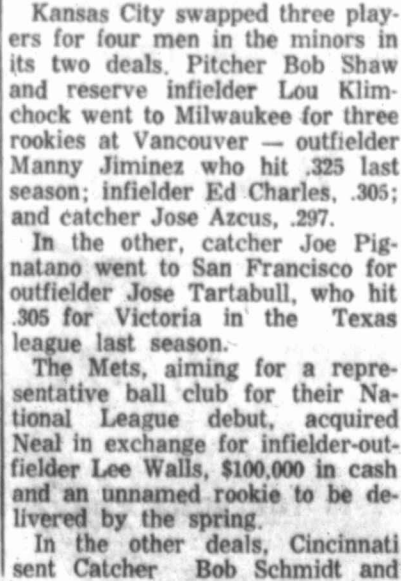 Kansas City swapped three play-
ers for four men in the minors in
its two deals. Pitcher Bob Shaw
and reserve infielder Lou Klim-
chock went to Milwaukee for three
rookies at Vancouver — outfielder
Manny Jiminez who hit .325 last
season; infielder Ed Charles, .305;
and catcher Jose Azcus, .297.
In the other, catcher Joe Pig-
natano went to San Francisco for
outfielder Jose Tartabull, who hit
.305 for Victoria in the Texas
league last season.
The Mets, aiming for a repre-
sentative ball club for their Na-
tional League debut, acquired
Neal in exchange for infielder-out-
fielder Lee Walls, $100,000 in cash
and an unnamed rookie to be de-
livered by the spring.
In the other deals, Cincinnati
sent Catcher Bob Schmidt and